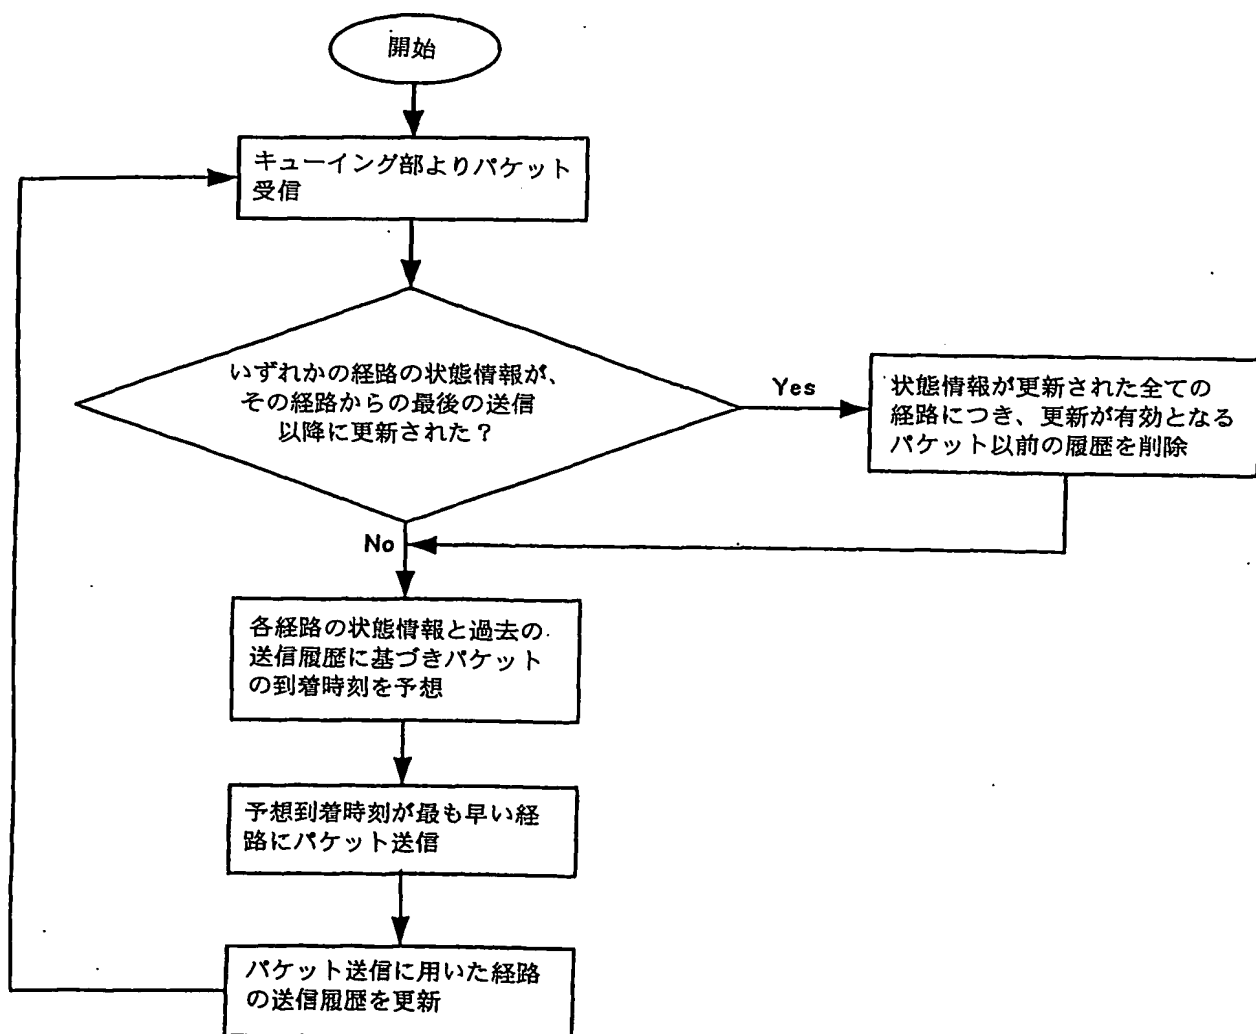 開始
キューイング部よりパケット
受信
いずれかの経路の状態情報が、
その経路からの最後の送信
以降に更新された？
Yes
状態情報が更新された全ての
経路につき、更新が有効となる
パケット以前の履歴を削除
No
各経路の状態情報と過去の
送信履歴に基づきパケット
の到着時刻を予想
予想到着時刻が最も早い経
路にパケット送信
パケット送信に用いた経路
の送信履歴を更新